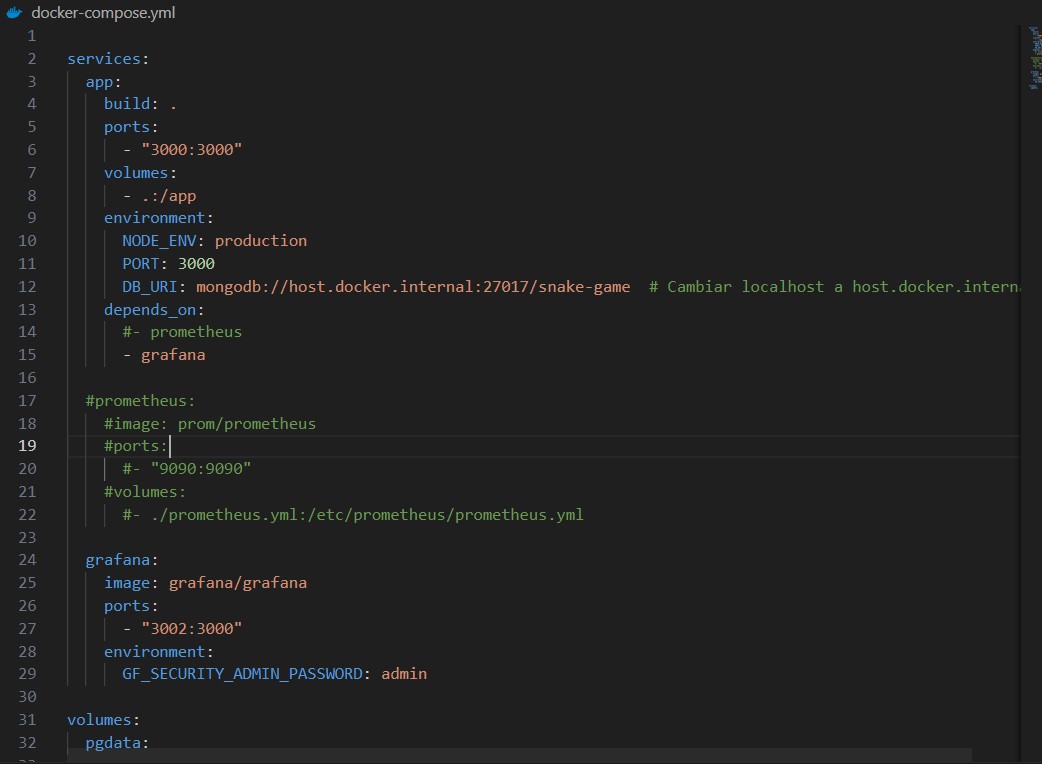 docker-compose.yml
1
2 services:
3 app:
4 build: .
5 ports:
6 - "3000:3000"
7 volumes:
8 - .:/app
9 environment:
10 NODE_ENV: production
11 PORT: 3000
12 DB_URI: mongodb://host.docker.internal:27017/snake-game # Cambiar localhost a host.docker.intern
13 depends_on:
14 #- prometheus
15 - grafana
16
17 #prometheus:
18 #image: prom/prometheus
19 #ports:
20 #- "9090:9090"
21 #volumes:
22 #- ./prometheus.yml:/etc/prometheus/prometheus.yml
23
24 grafana:
25 image: grafana/grafana
26 ports:
27 - "3002:3000"
28 environment:
29 GF_SECURITY_ADMIN_PASSWORD: admin
30
31 volumes:
32 pgdata: